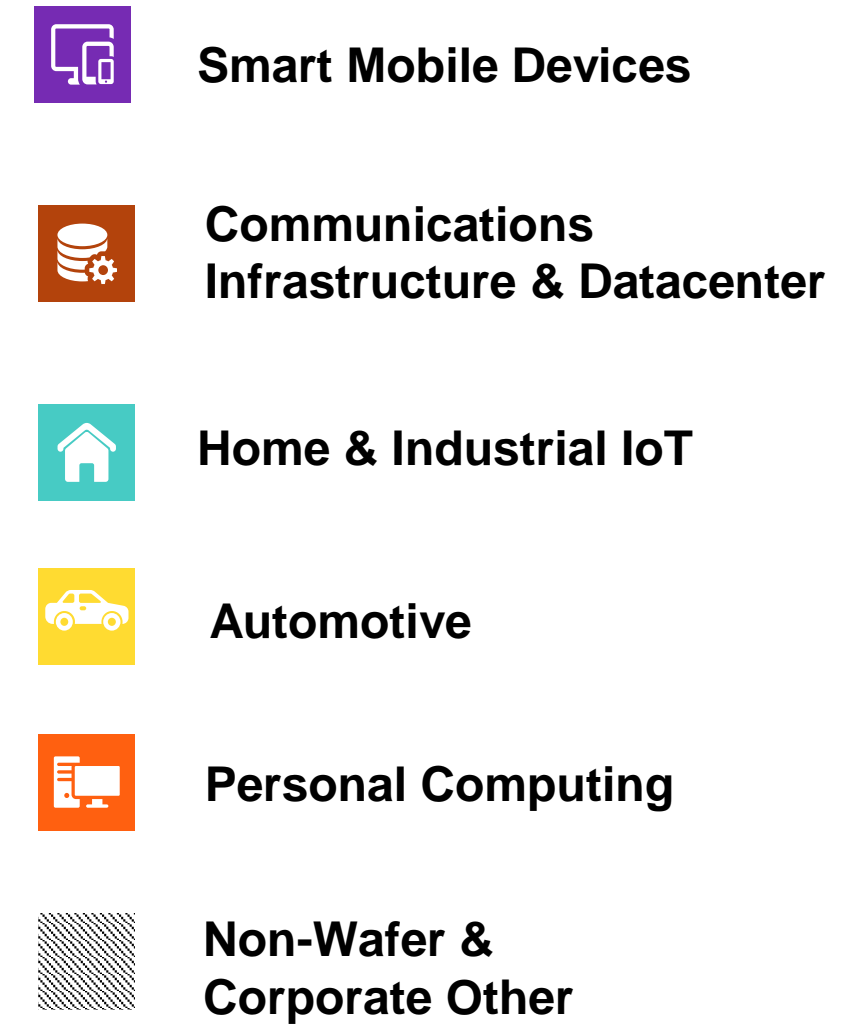 Smart Mobile Devices
Communications
Infrastructure & Datacenter
Home & Industrial IoT
Automotive
Personal Computing
Non-Wafer &
Corporate Other